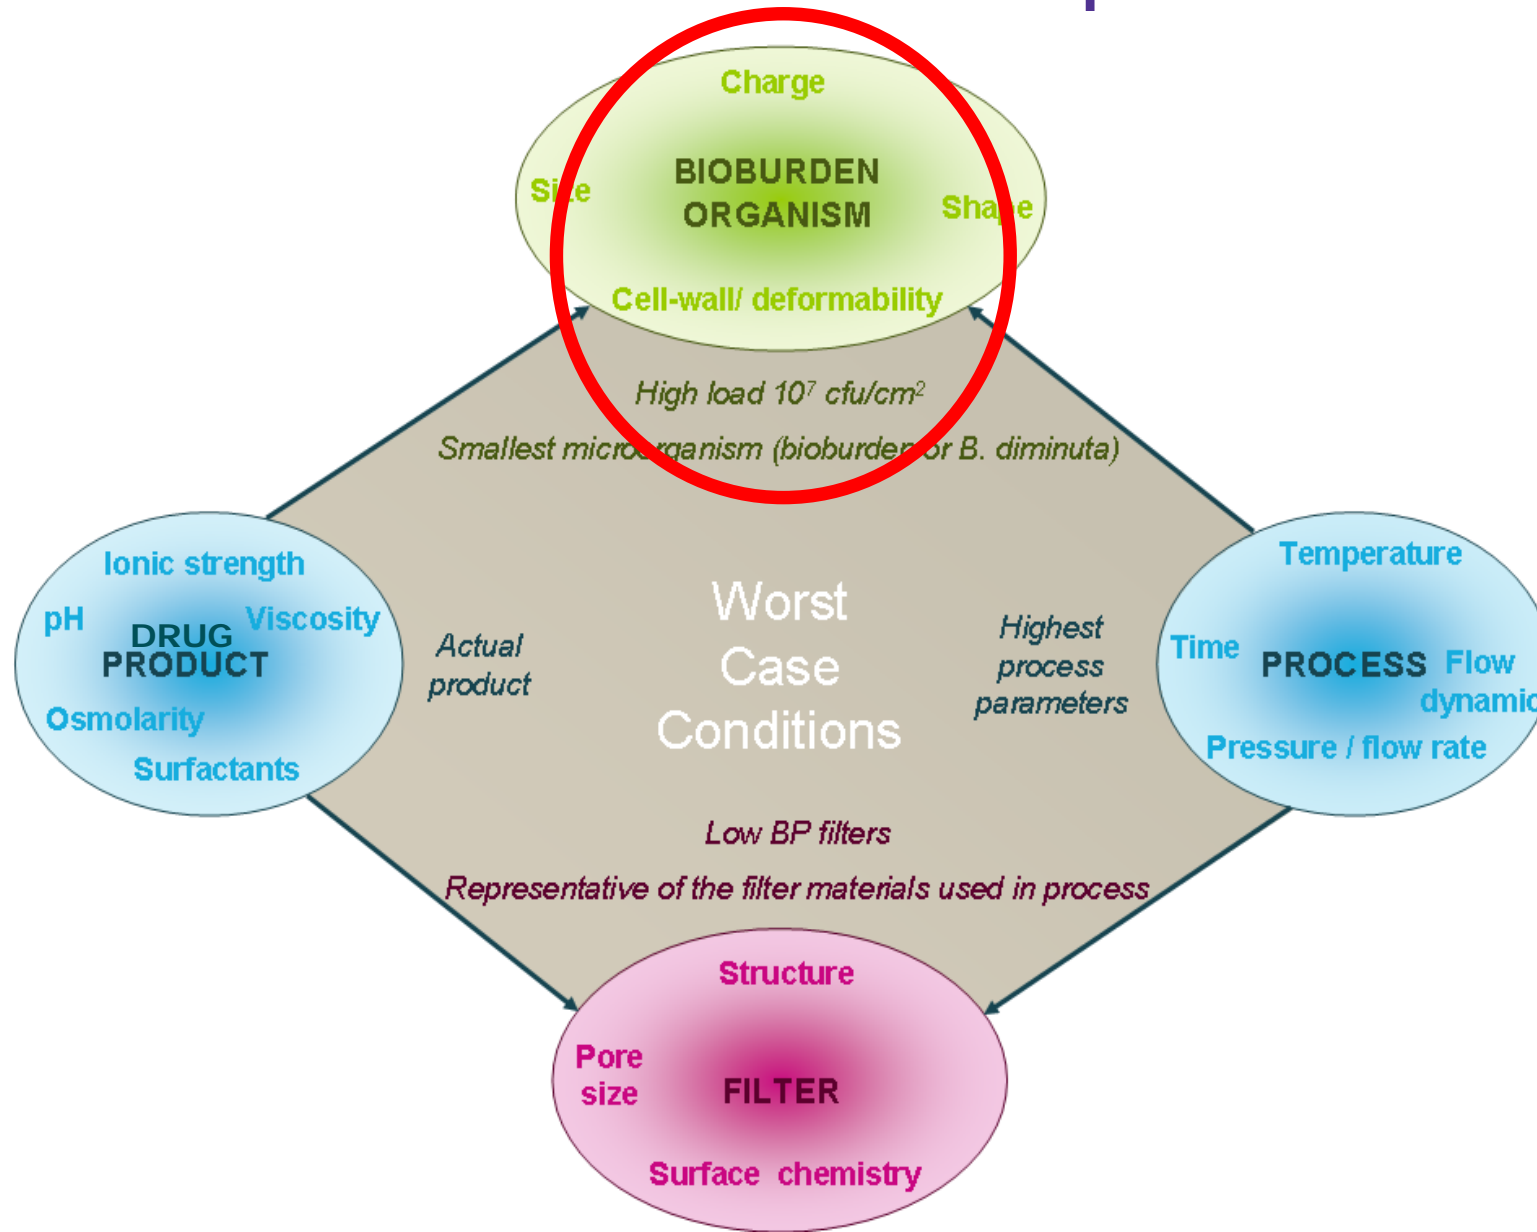 Charge
BIOBURDEN
ORGANISM
Size
Shape
Cell-wall/ deformability
High load 10⁷ cfu/cm²
Smallest microorganism (bioburden or B. diminuta)
Ionic strength
pH
Viscosity
DRUG
PRODUCT
Osmolarity
Surfactants
Actual
product
Worst
Case
Conditions
Highest
process
parameters
Temperature
Time
PROCESS
Flow
dynamic
Pressure / flow rate
Low BP filters
Representative of the filter materials used in process
Structure
Pore
size
FILTER
Surface chemistry